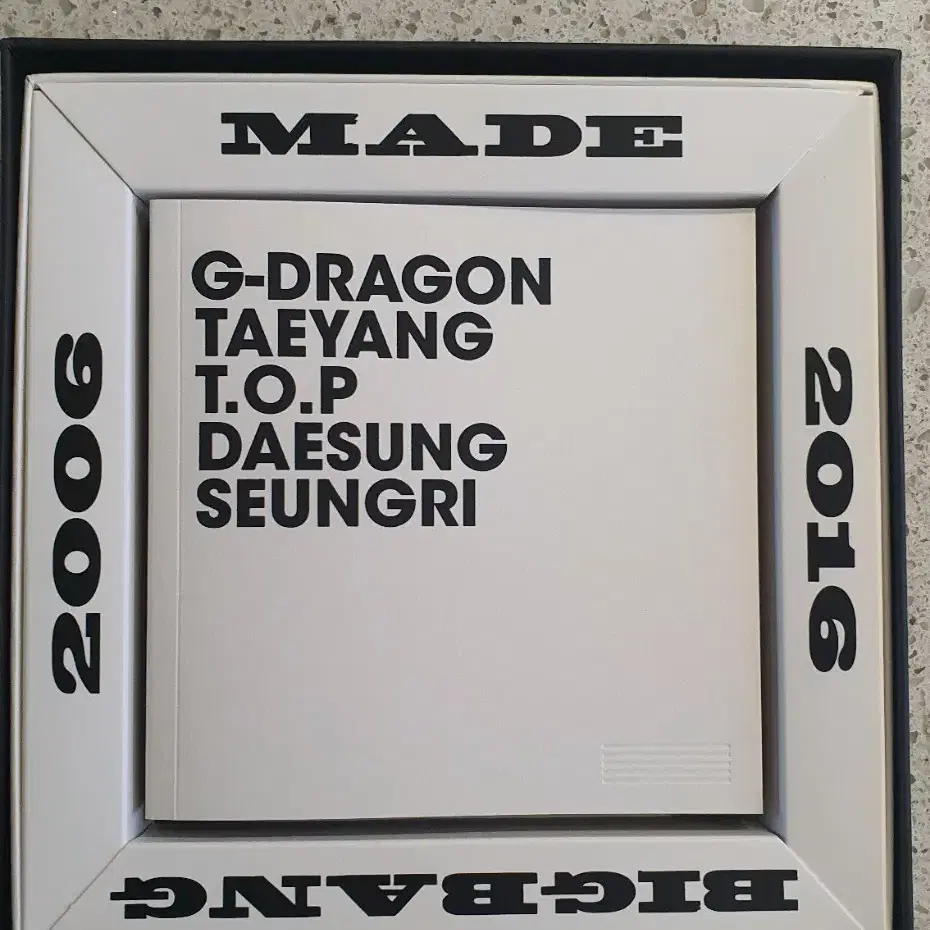 MADE
2006
G-DRAGON
TAEYANG
T.O.P
DAESUNG
SEUNGRI
2016
BIGBANG